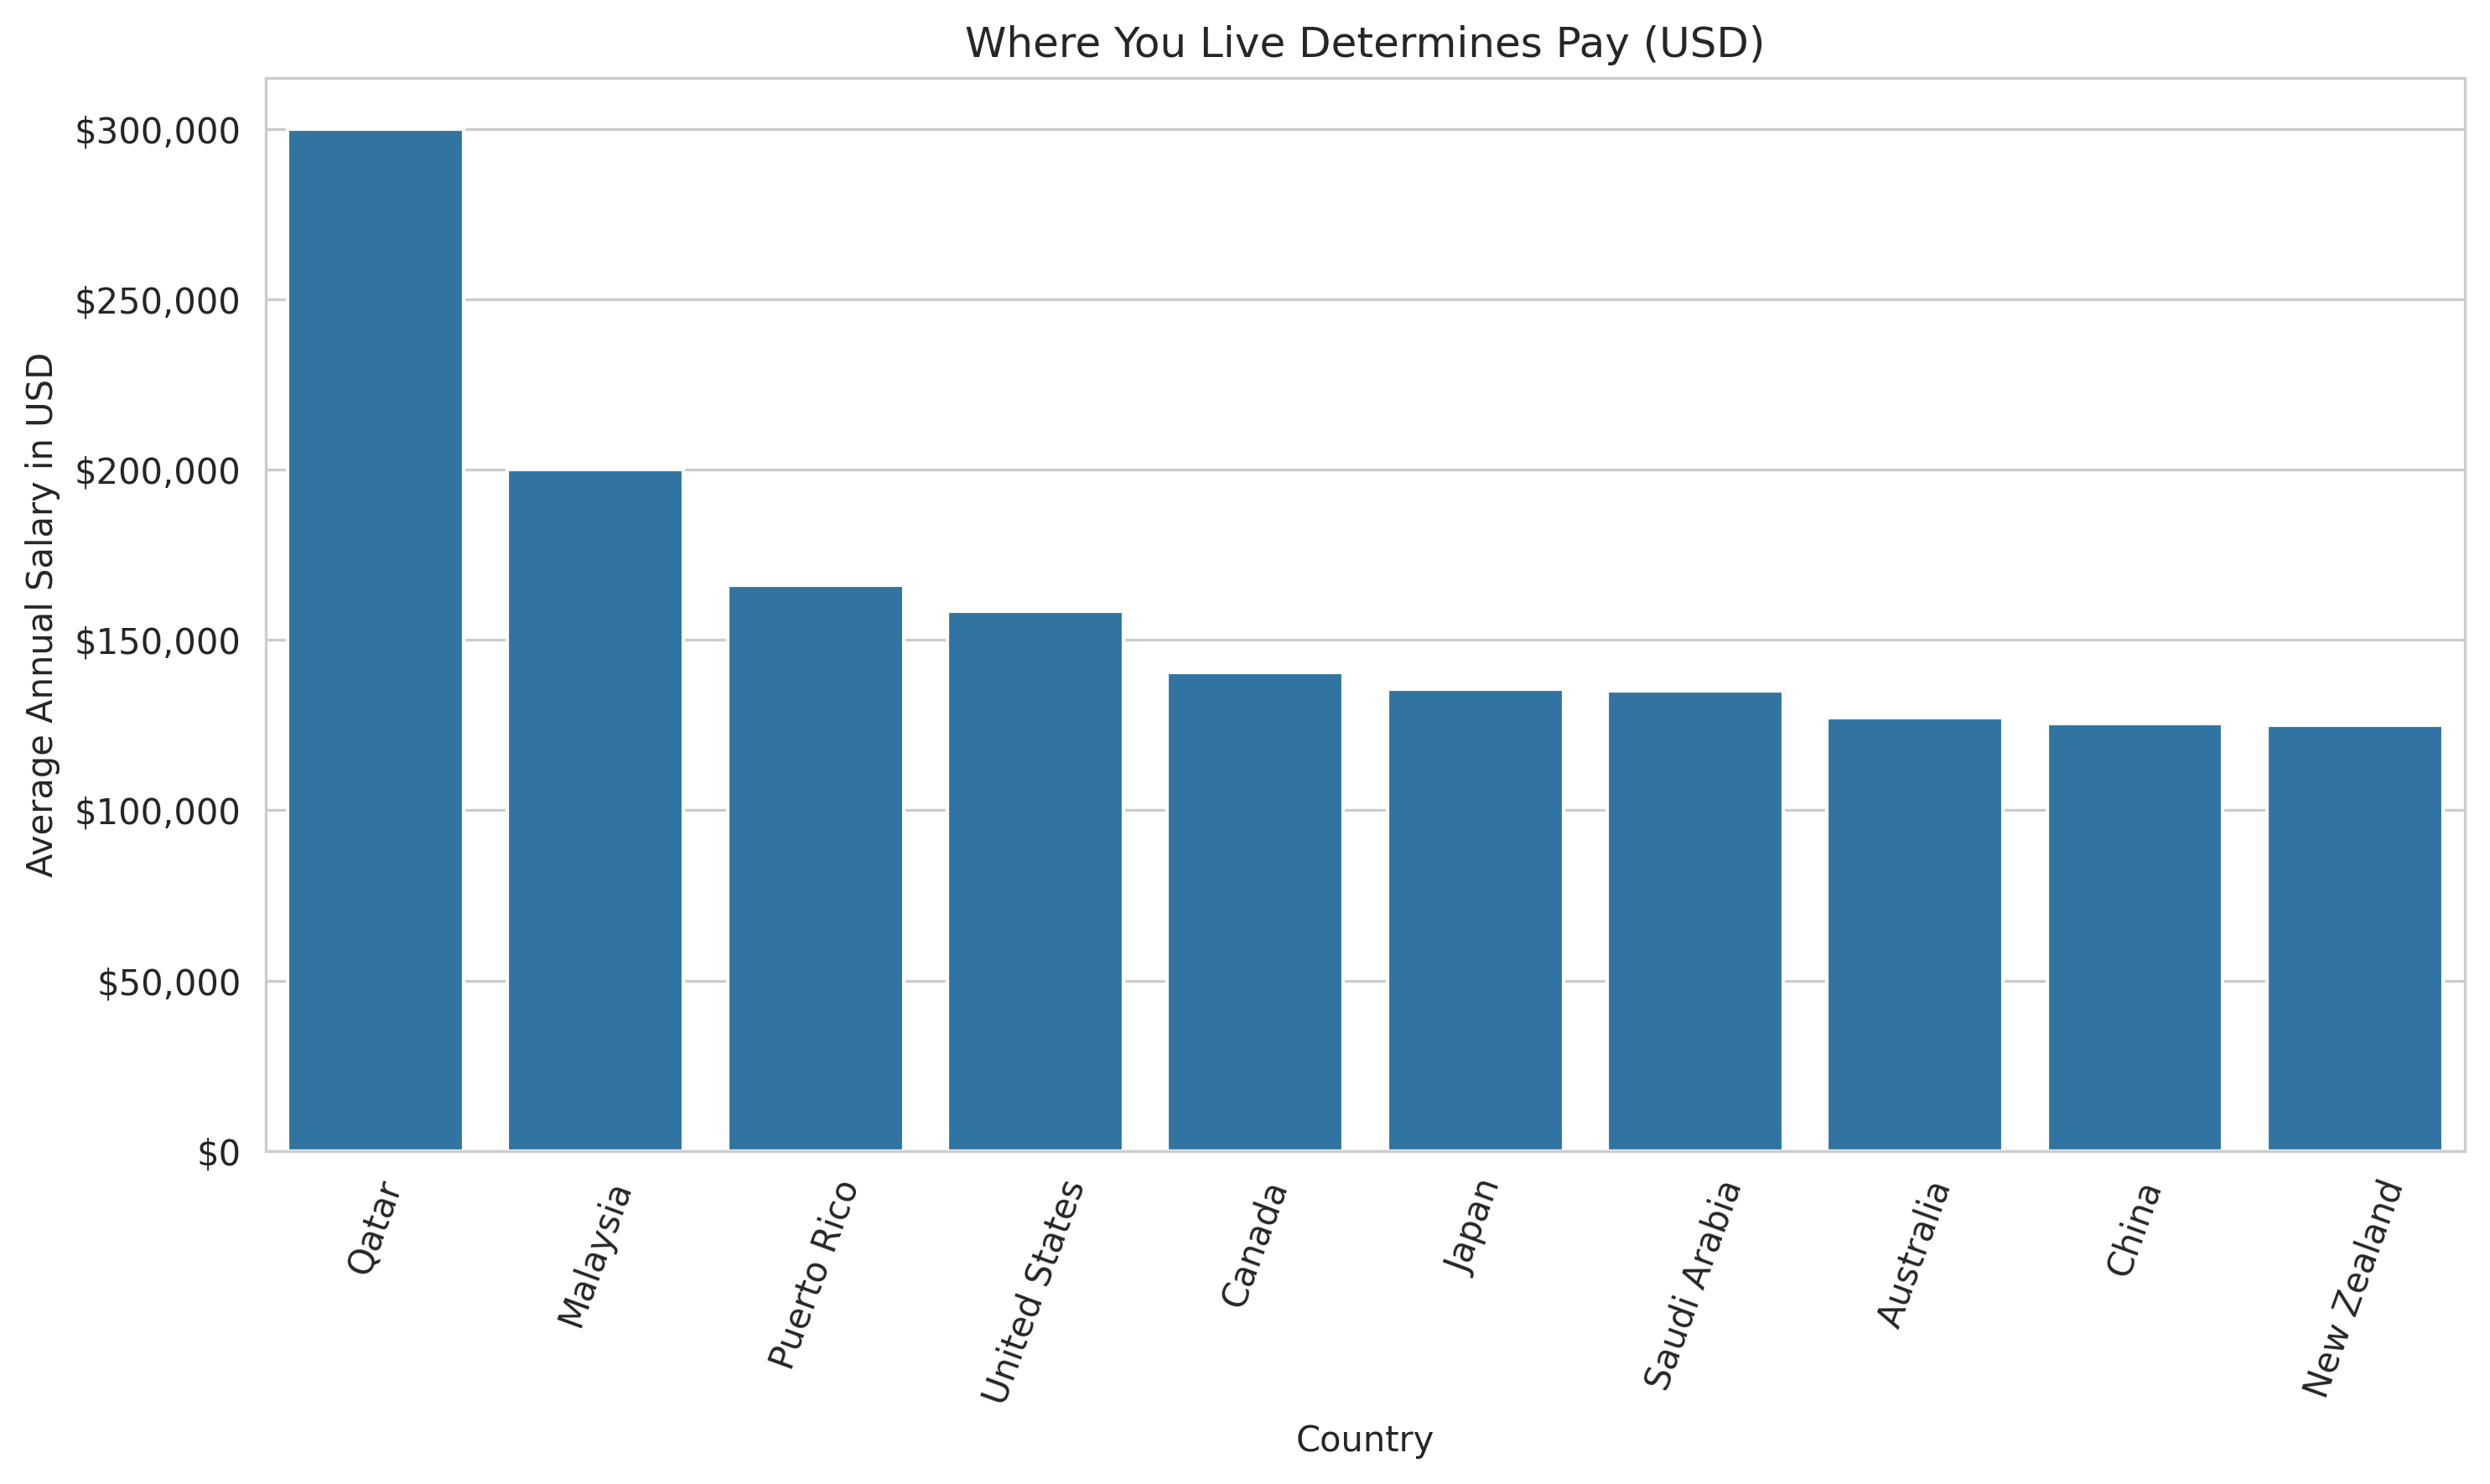 Where You Live Determines Pay (USD)
Average Annual Salary in USD
$300,000
$250,000
$200,000
$150,000
$100,000
$50,000
$0
Qatar
Malaysia
Puerto Rico
United States
Canada
Japan
Saudi Arabia
Australia
China
New Zealand
Country